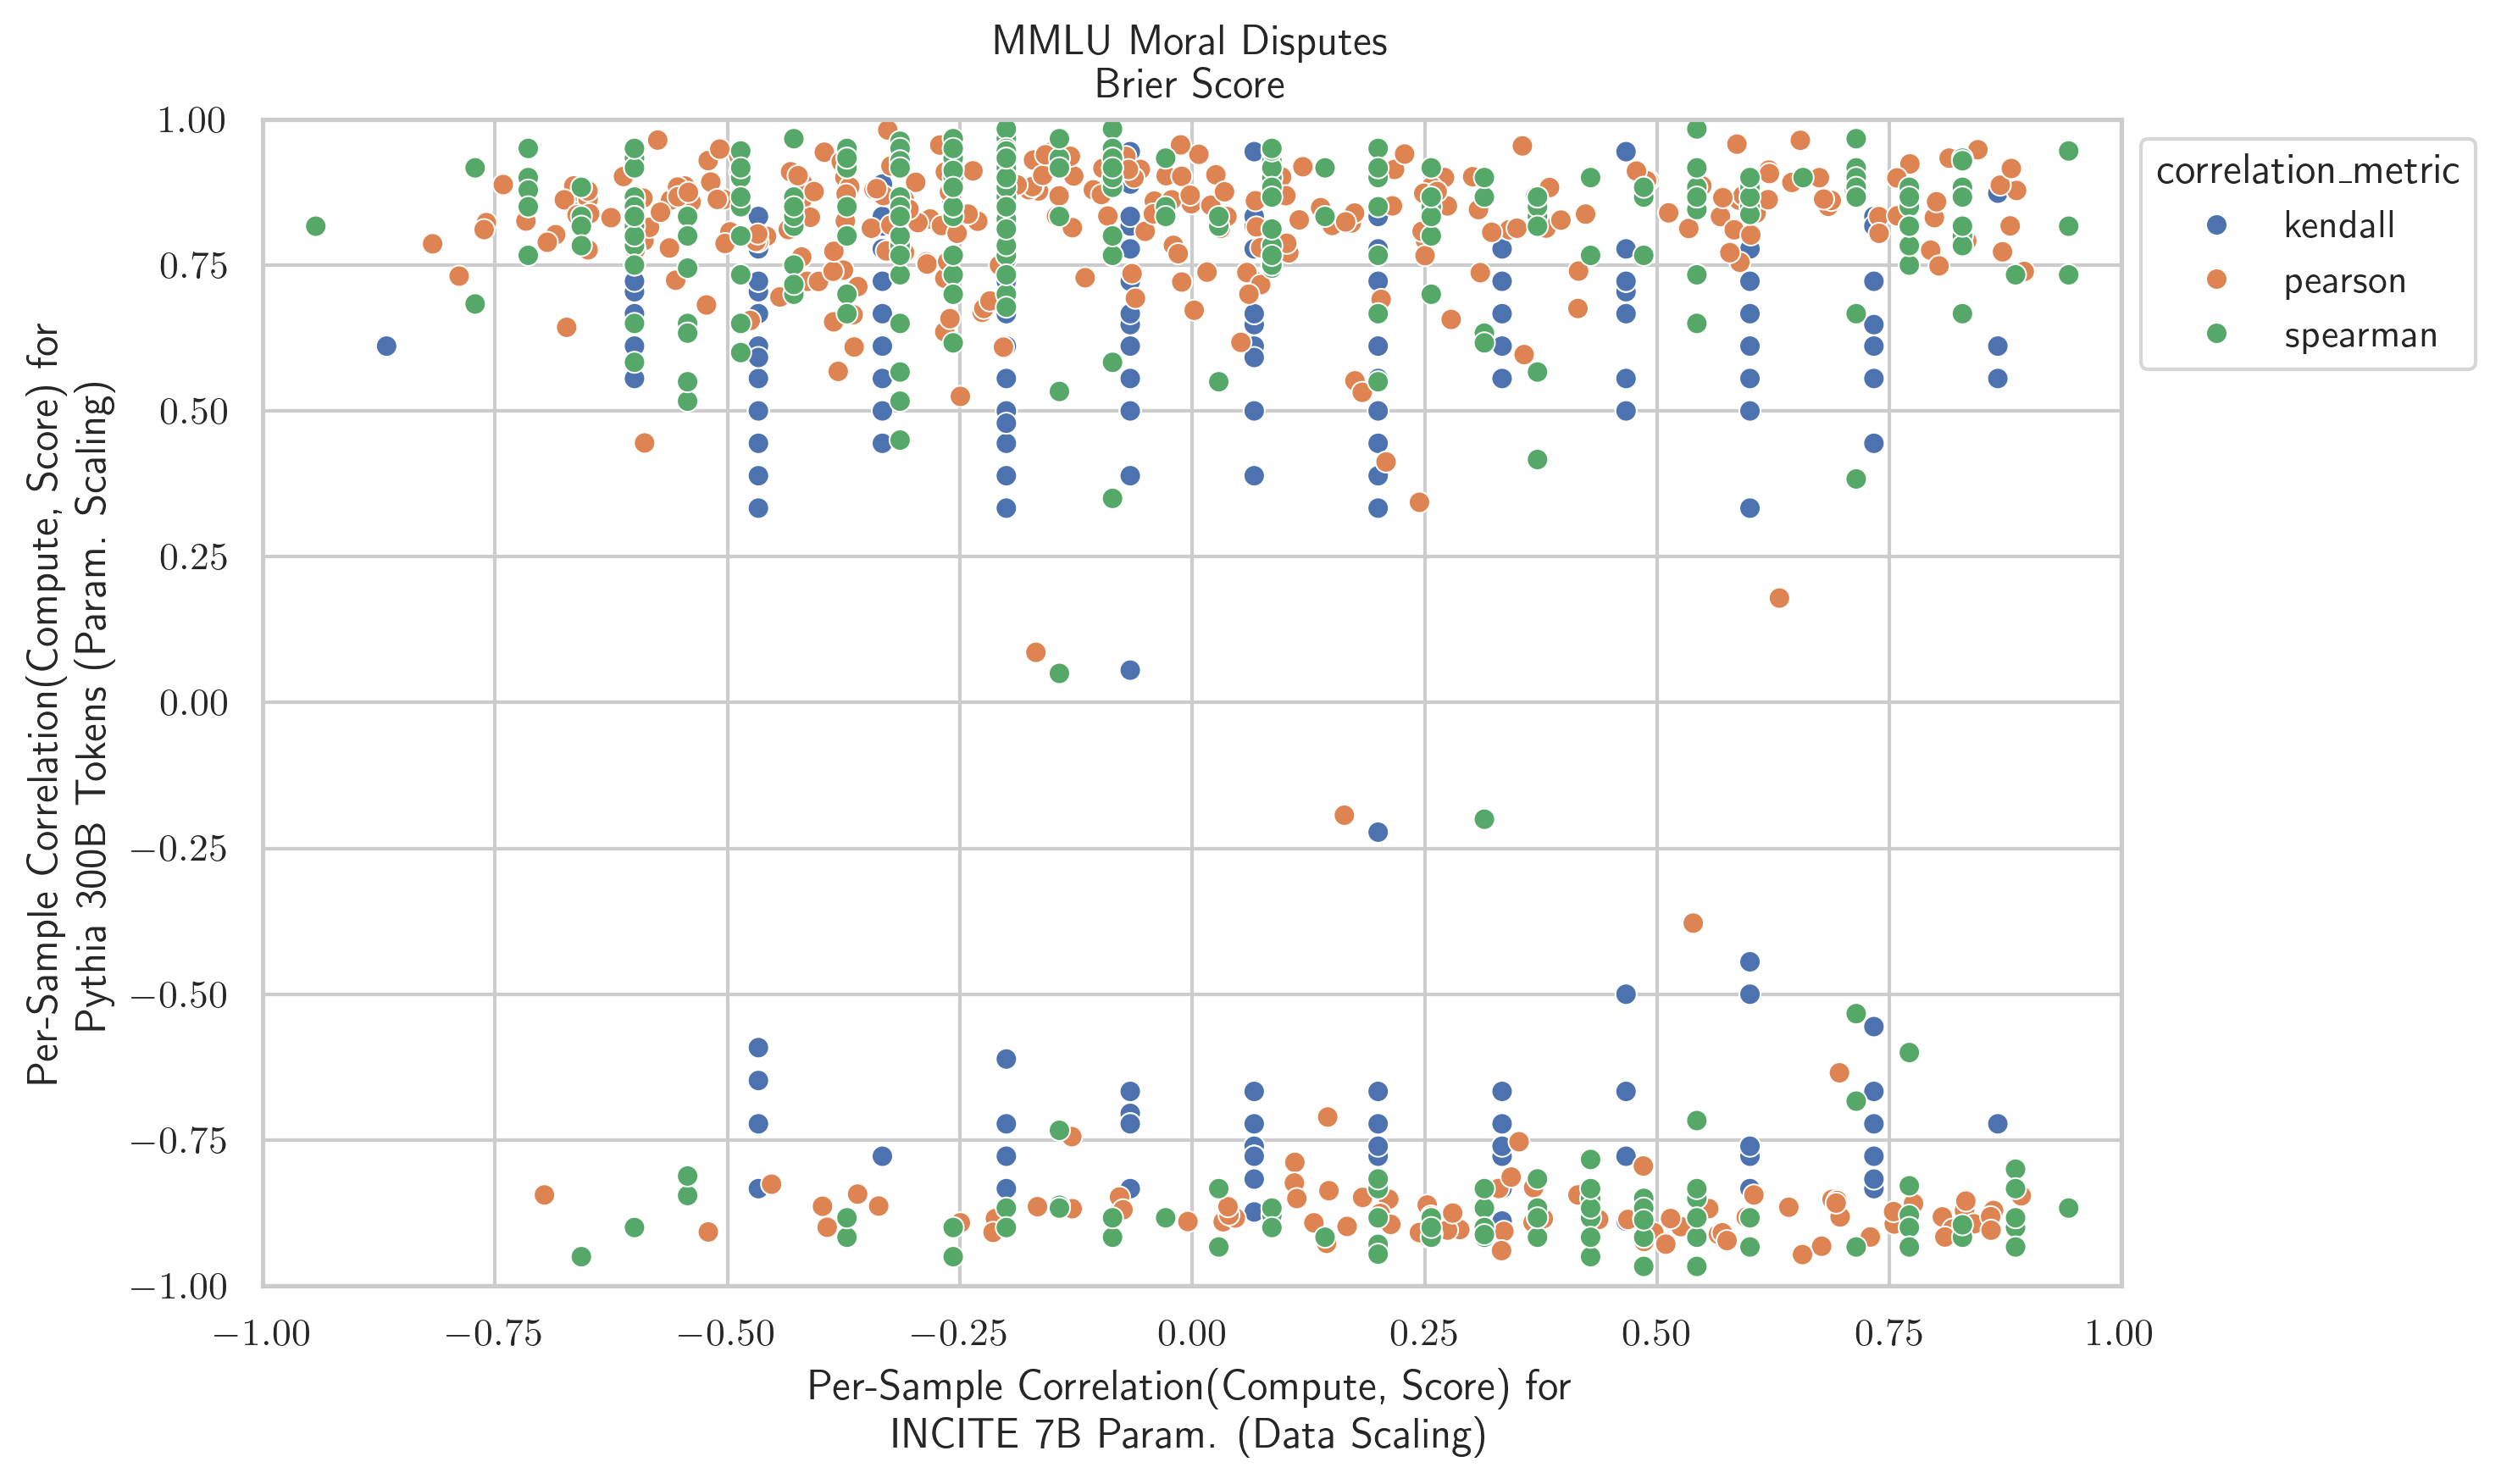 MMLU Moral Disputes
Brier Score
Per-Sample Correlation(Compute, Score) for
Pythia 300B Tokens (Param. Scaling)
1.00
0.75
0.50
0.25
0.00
−0.25
−0.50
−0.75
−1.00
−1.00
−0.75
−0.50
−0.25
0.00
0.25
0.50
0.75
1.00
Per-Sample Correlation(Compute, Score) for
INCITE 7B Param. (Data Scaling)
correlation_metric
kendall
pearson
spearman